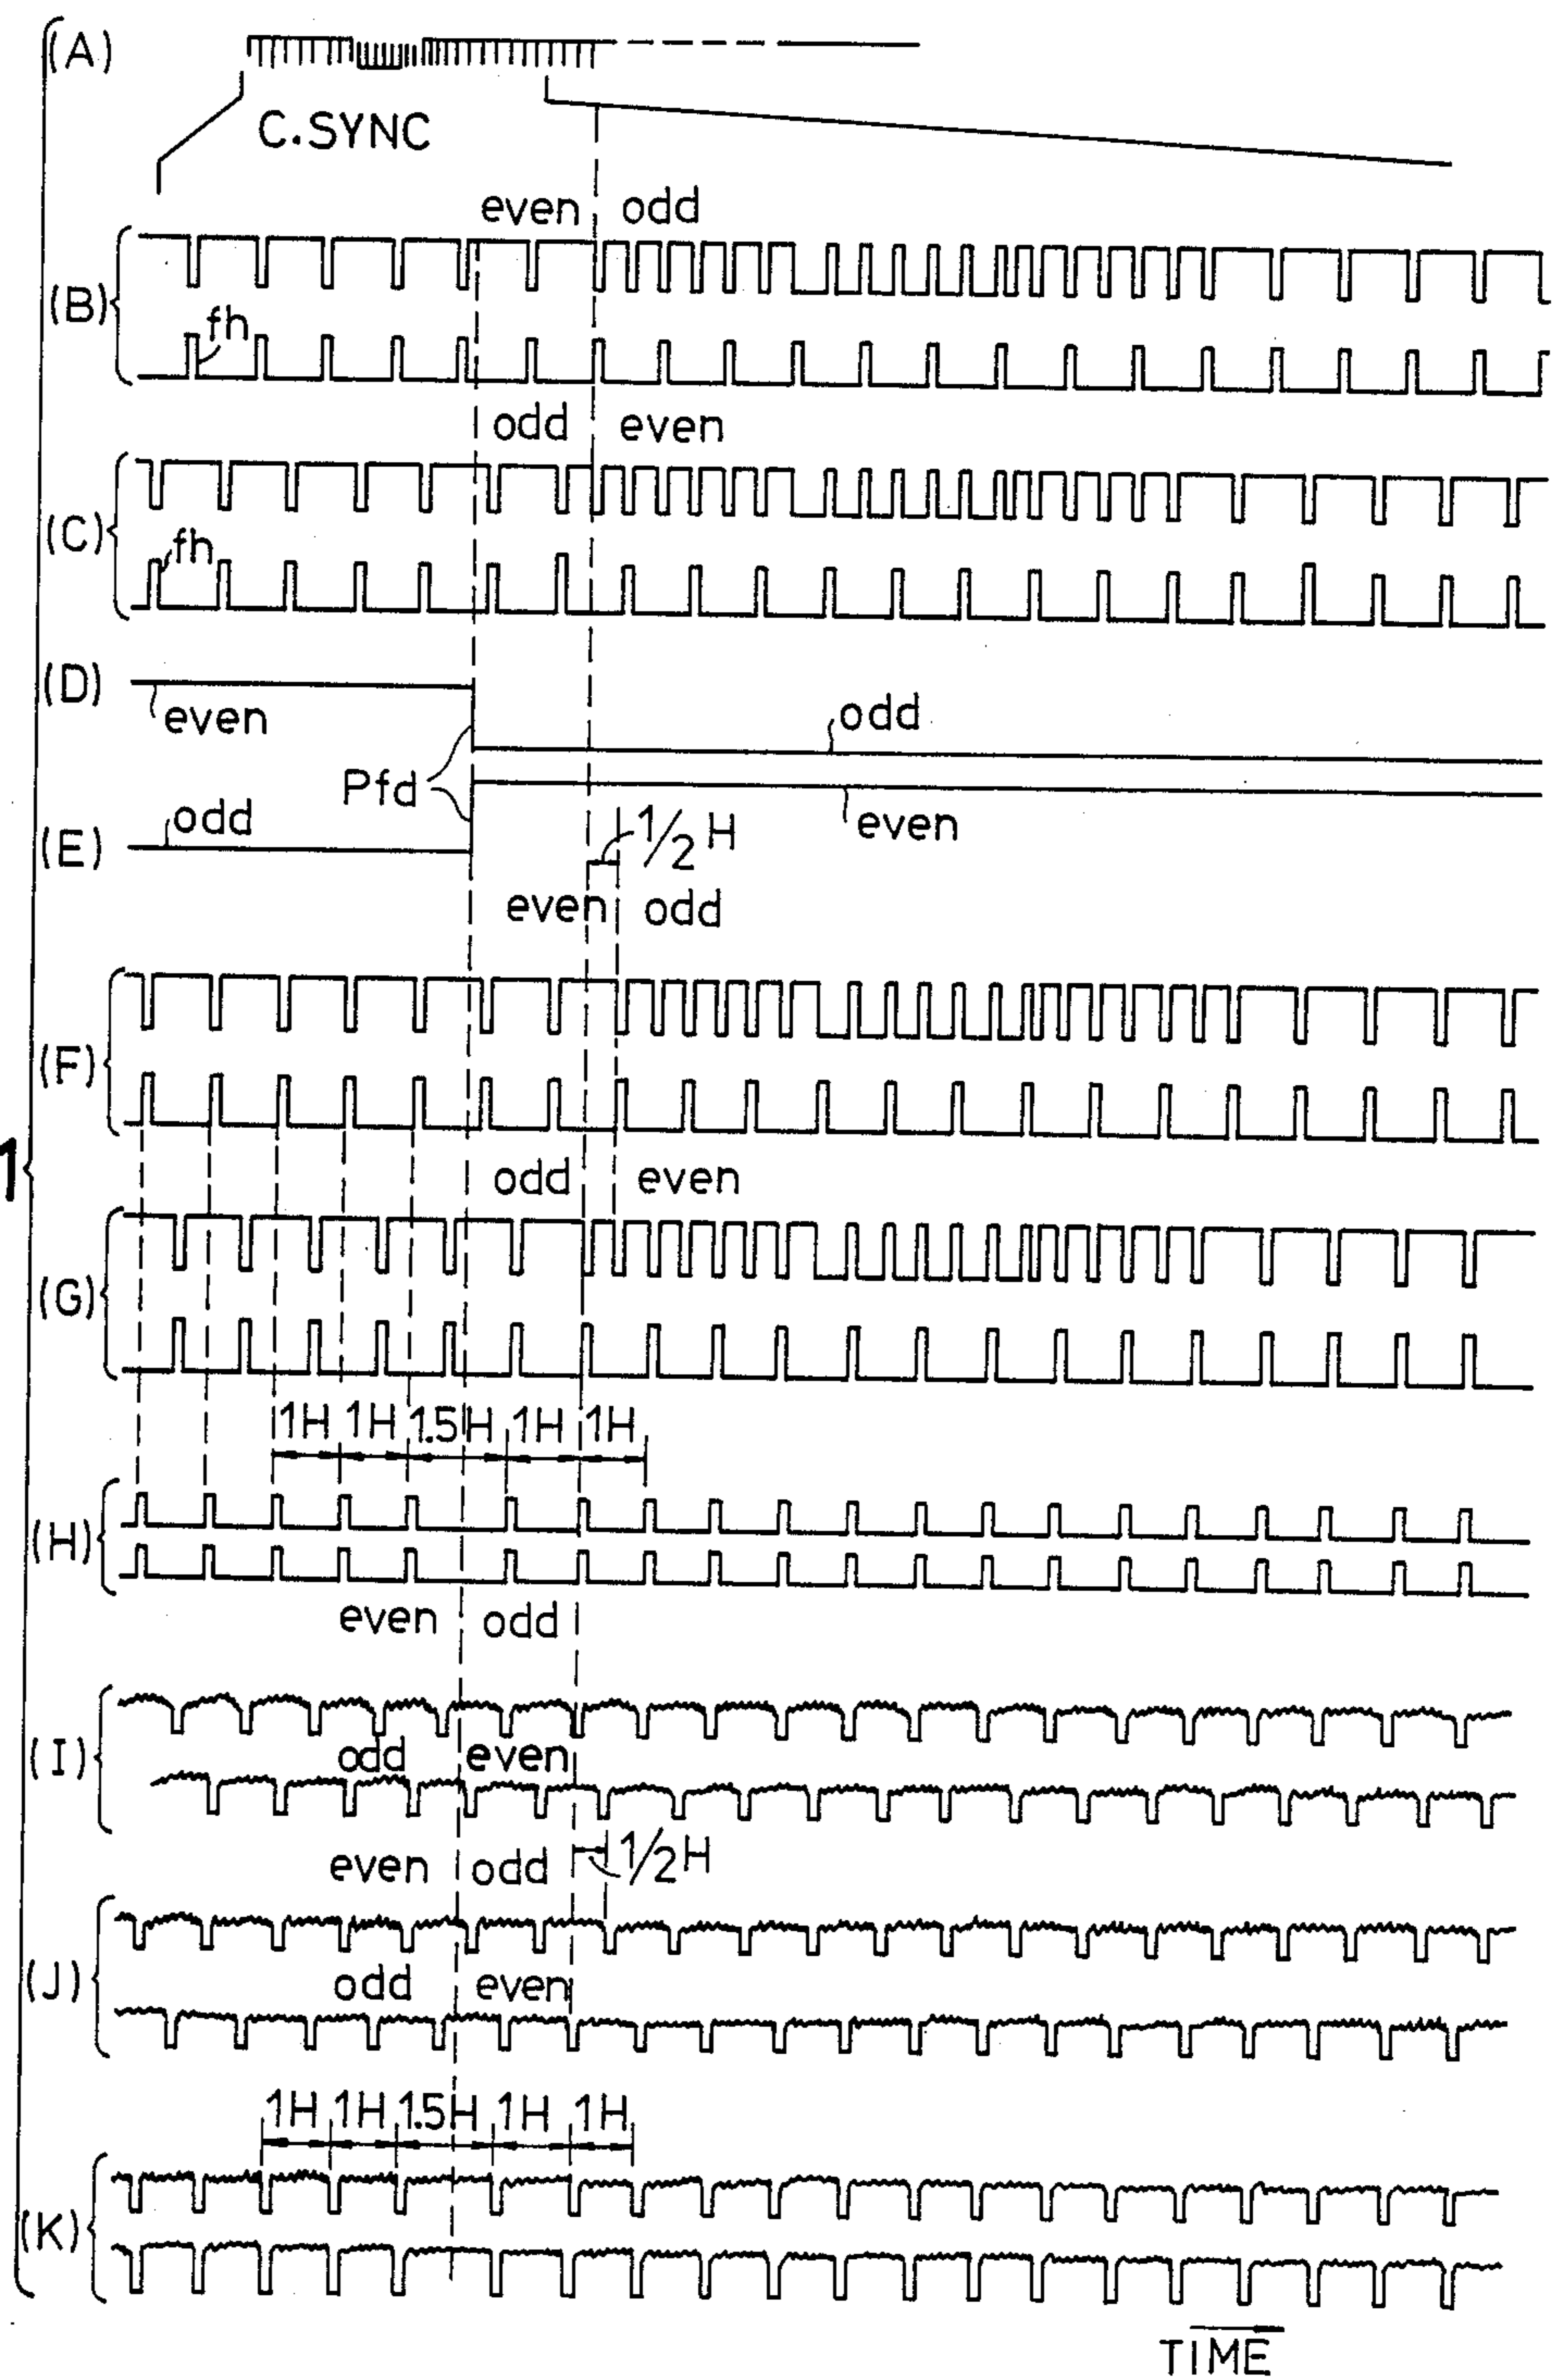 (A)
C.SYNC
even odd
(B)
fh
odd even
(C)
fh
(D)
even
odd
Pfd
odd
even
(E)
1/2 H
even odd
(F)
1
odd even
(G)
1H 1H 1.5H 1H 1H
(H)
even odd
(I)
odd even
1/2 H
even odd
(J)
odd even
1H 1H 1.5H 1H 1H
(K)
TIME